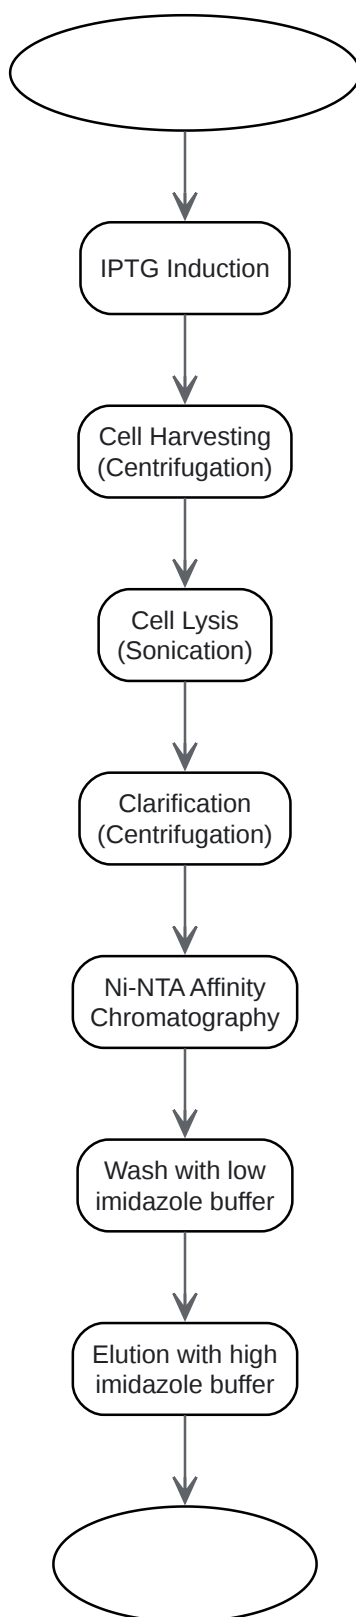 IPTG Induction
Cell Harvesting
(Centrifugation)
Cell Lysis
(Sonication)
Clarification
(Centrifugation)
Ni-NTA Affinity
Chromatography
Wash with low
imidazole buffer
Elution with high
imidazole buffer